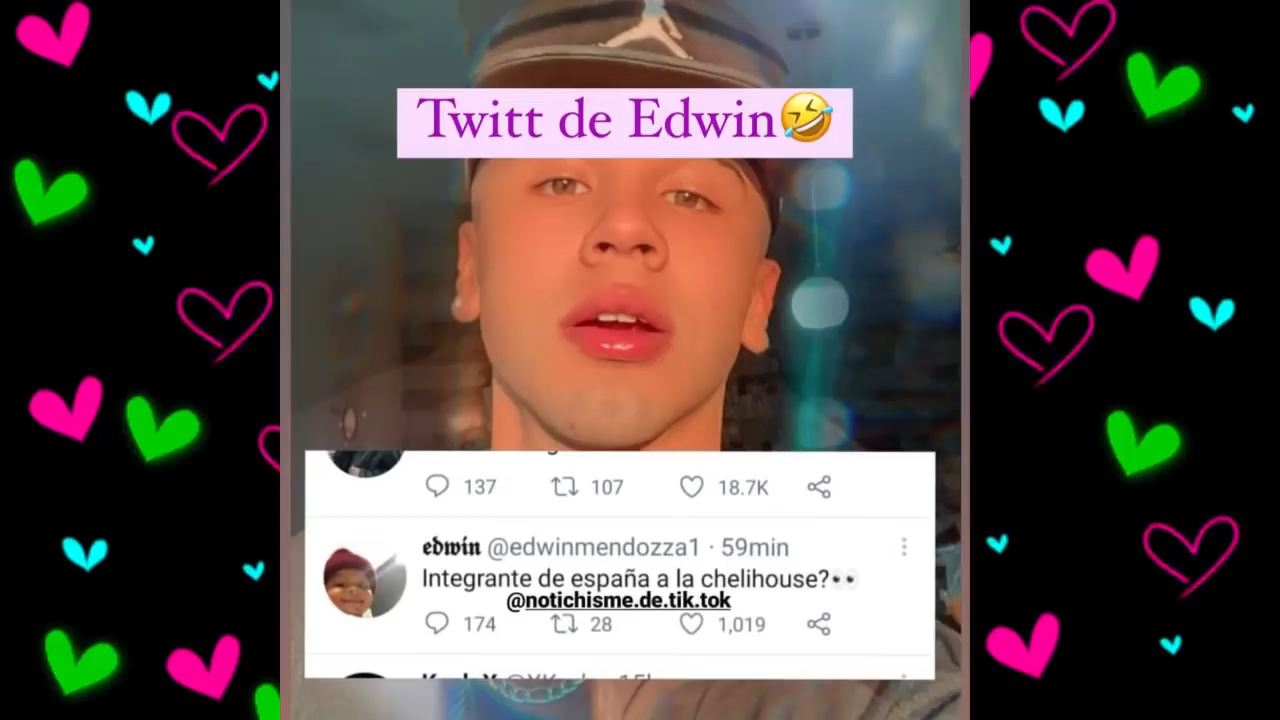 Twitt de Edwin🤣
137 107 18.7K
edwin @edwinmendozza1 · 59min
Integrante de españa a la chelihouse?👀
@notichisme.de.tik.tok
174 28 1,019